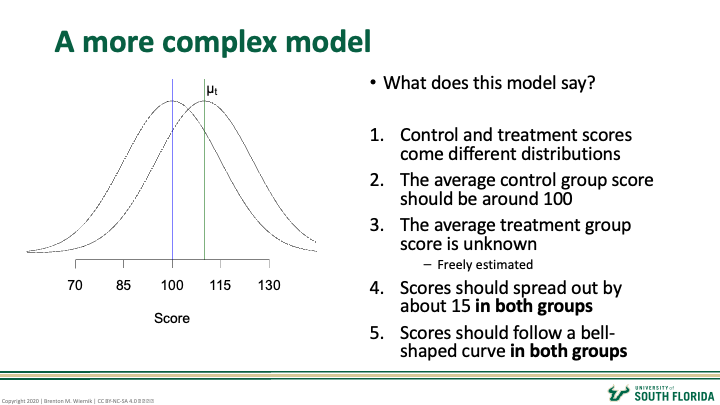 A more complex model
μt
70 85 100 115 130
Score
• What does this model say?
1. Control and treatment scores
come different distributions
2. The average control group score
should be around 100
3. The average treatment group
score is unknown
– Freely estimated
4. Scores should spread out by
about 15 in both groups
5. Scores should follow a bell-
shaped curve in both groups
Copyright 2020 | Brenton M. Wiernik | CC BY-NC-SA 4.0
UNIVERSITY of
SOUTH FLORIDA